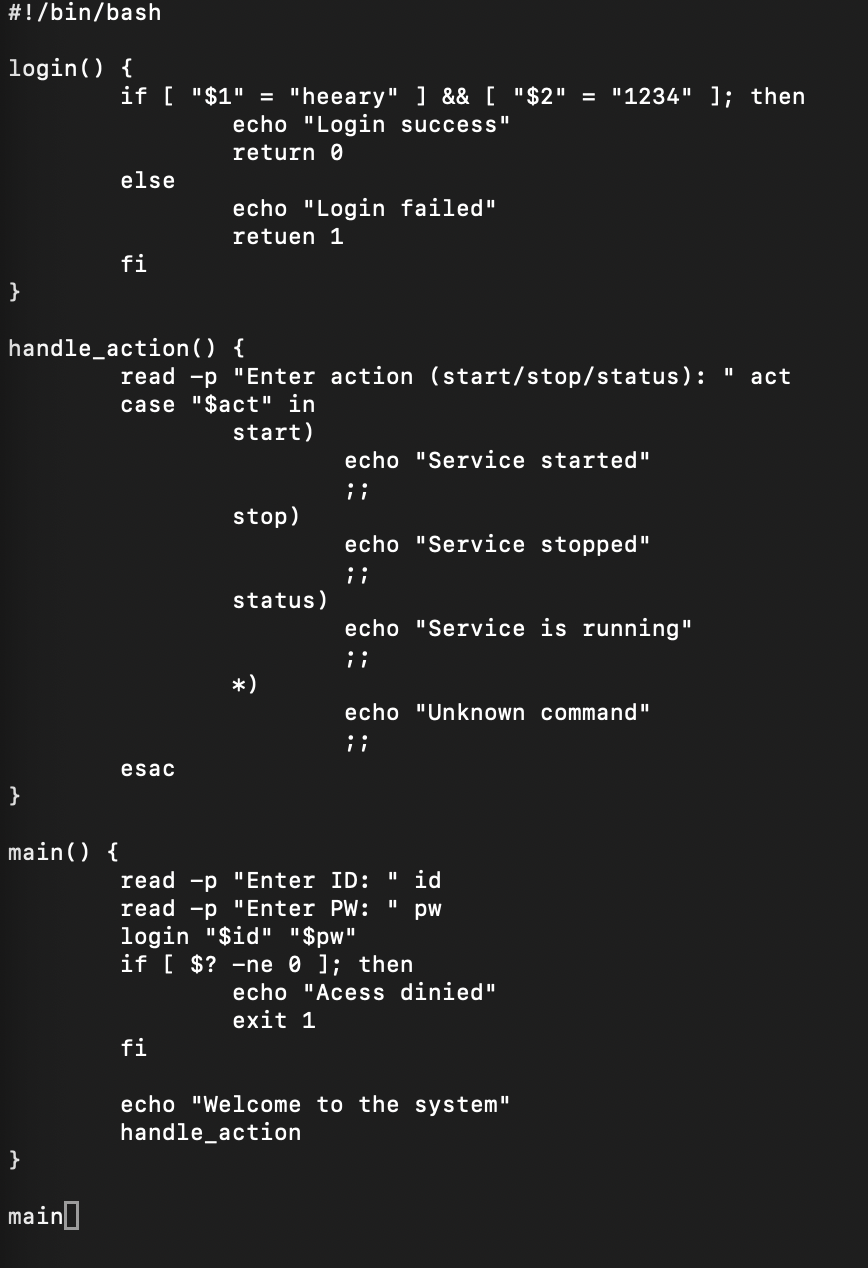 #!/bin/bash

login() {
        if [ "$1" = "heeary" ] && [ "$2" = "1234" ]; then
                echo "Login success"
                return 0
        else
                echo "Login failed"
                retuen 1
        fi
}

handle_action() {
        read -p "Enter action (start/stop/status): " act
        case "$act" in
                start)
                        echo "Service started"
                        ;;
                stop)
                        echo "Service stopped"
                        ;;
                status)
                        echo "Service is running"
                        ;;
                *)
                        echo "Unknown command"
                        ;;
        esac
}

main() {
        read -p "Enter ID: " id
        read -p "Enter PW: " pw
        login "$id" "$pw"
        if [ $? -ne 0 ]; then
                echo "Acess dinied"
                exit 1
        fi

        echo "Welcome to the system"
        handle_action
}

main